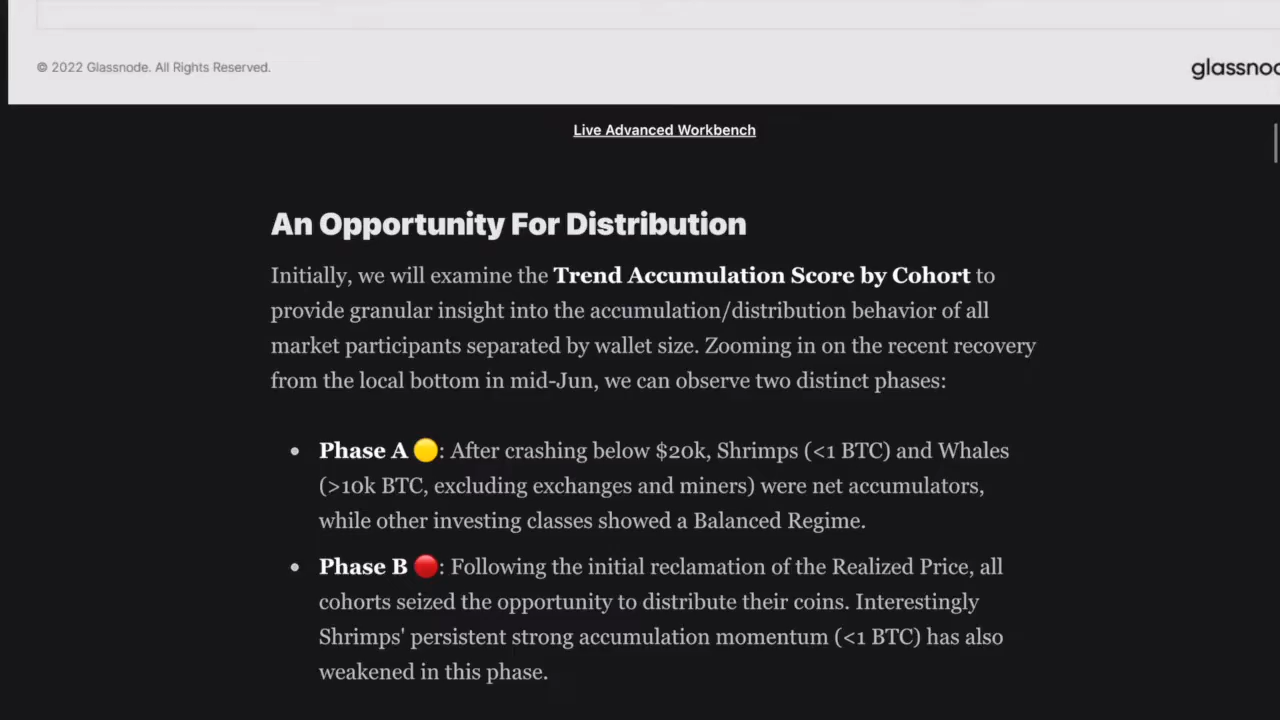 © 2022 Glassnode. All Rights Reserved.
glassno
Live Advanced Workbench
An Opportunity For Distribution
Initially, we will examine the Trend Accumulation Score by Cohort to
provide granular insight into the accumulation/distribution behavior of all
market participants separated by wallet size. Zooming in on the recent recovery
from the local bottom in mid-Jun, we can observe two distinct phases:
• Phase A 🟡: After crashing below $20k, Shrimps (<1 BTC) and Whales
(>10k BTC, excluding exchanges and miners) were net accumulators,
while other investing classes showed a Balanced Regime.
• Phase B 🔴: Following the initial reclamation of the Realized Price, all
cohorts seized the opportunity to distribute their coins. Interestingly
Shrimps' persistent strong accumulation momentum (<1 BTC) has also
weakened in this phase.